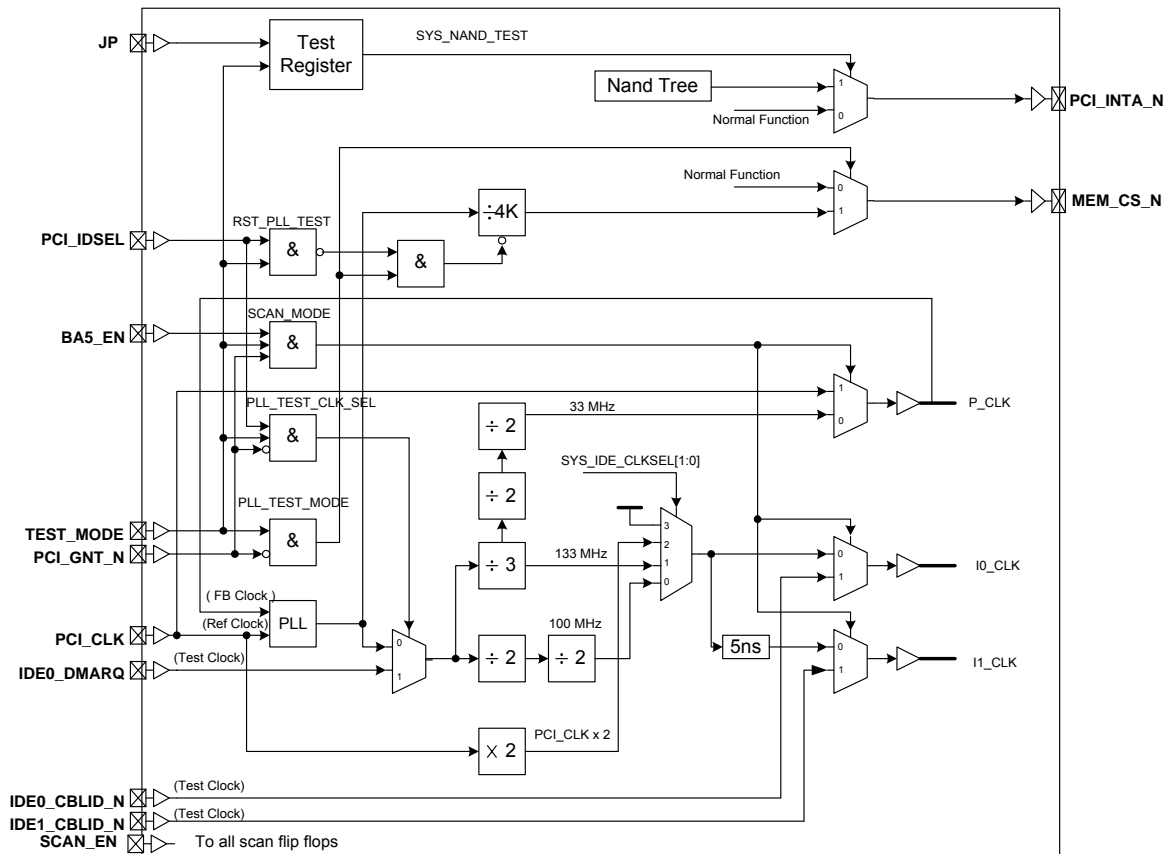 JP
Test
Register
SYS_NAND_TEST
Nand Tree
1
0
Normal Function
PCI_INTA_N
Normal Function
0
1
MEM_CS_N
÷4K
PCI_IDSEL
RST_PLL_TEST
&
&
BA5_EN
SCAN_MODE
&
1
0
P_CLK
PLL_TEST_CLK_SEL
&
÷ 2
33 MHz
SYS_IDE_CLKSEL[1:0]
÷ 2
TEST_MODE
PCI_GNT_N
PLL_TEST_MODE
&
÷ 3
133 MHz
3
2
1
0
0
1
I0_CLK
( FB Clock )
(Ref Clock)
PLL
PCI_CLK
IDE0_DMARQ
(Test Clock)
0
1
÷ 2
÷ 2
100 MHz
5ns
0
1
I1_CLK
× 2
PCI_CLK x 2
IDE0_CBLID_N
(Test Clock)
IDE1_CBLID_N
(Test Clock)
SCAN_EN
To all scan flip flops